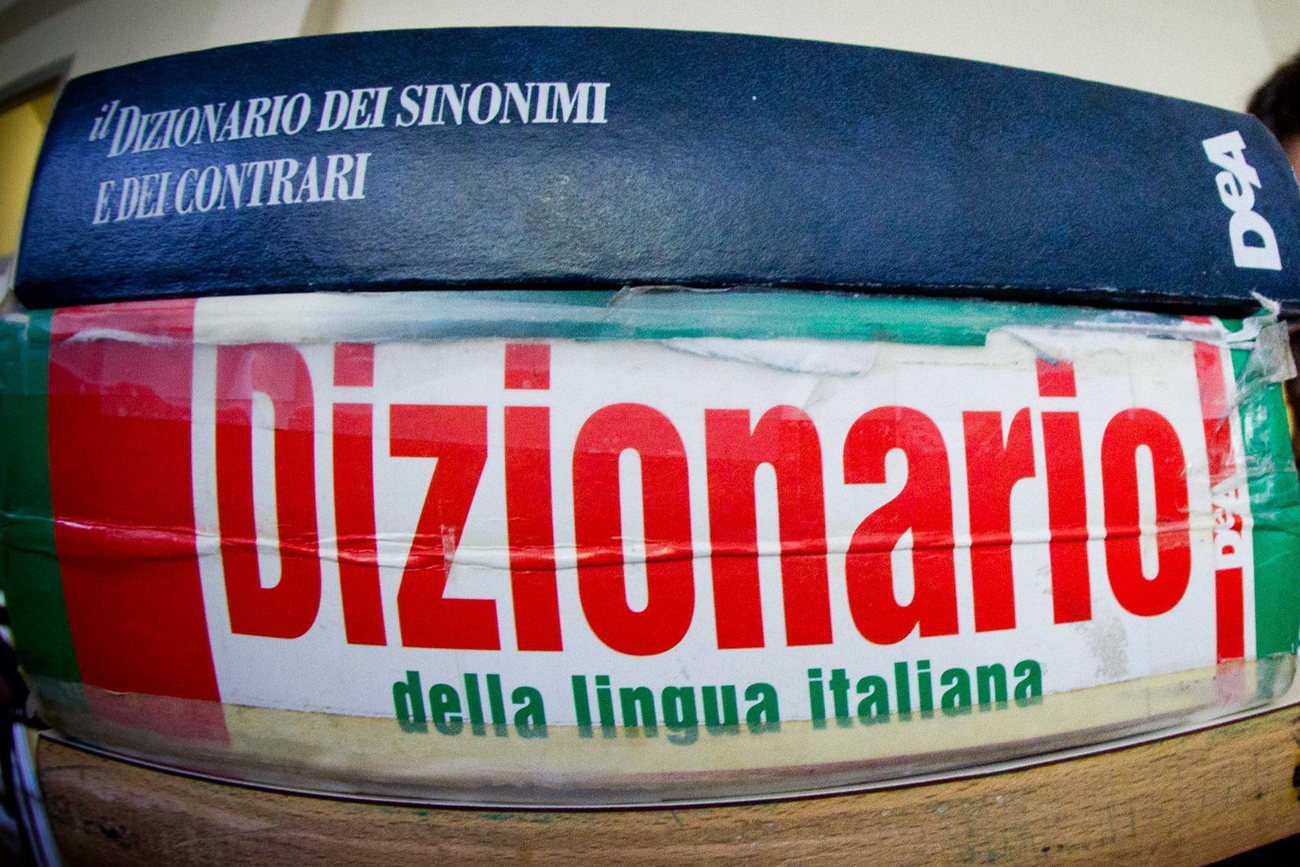 il DIZIONARIO DEI SINONIMI
E DEI CONTRARI
DeA
Dizionario
della lingua italiana
DeA